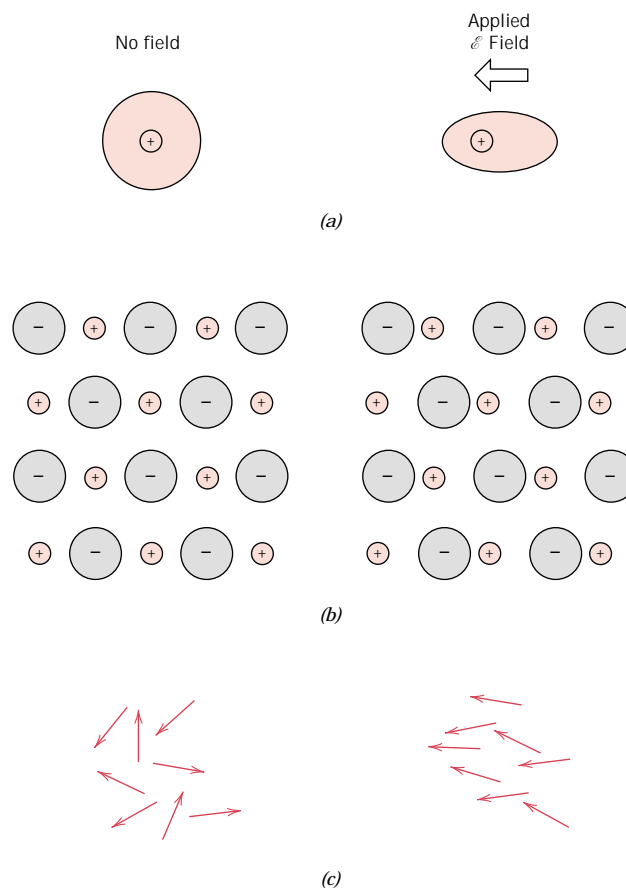 No field
Applied
ℰ Field
+
+
(a)
− + − + −
− + − + −
+ − + − +
+ − + − +
− + − + −
− + − + −
+ − + − +
+ − + − +
(b)
(c)